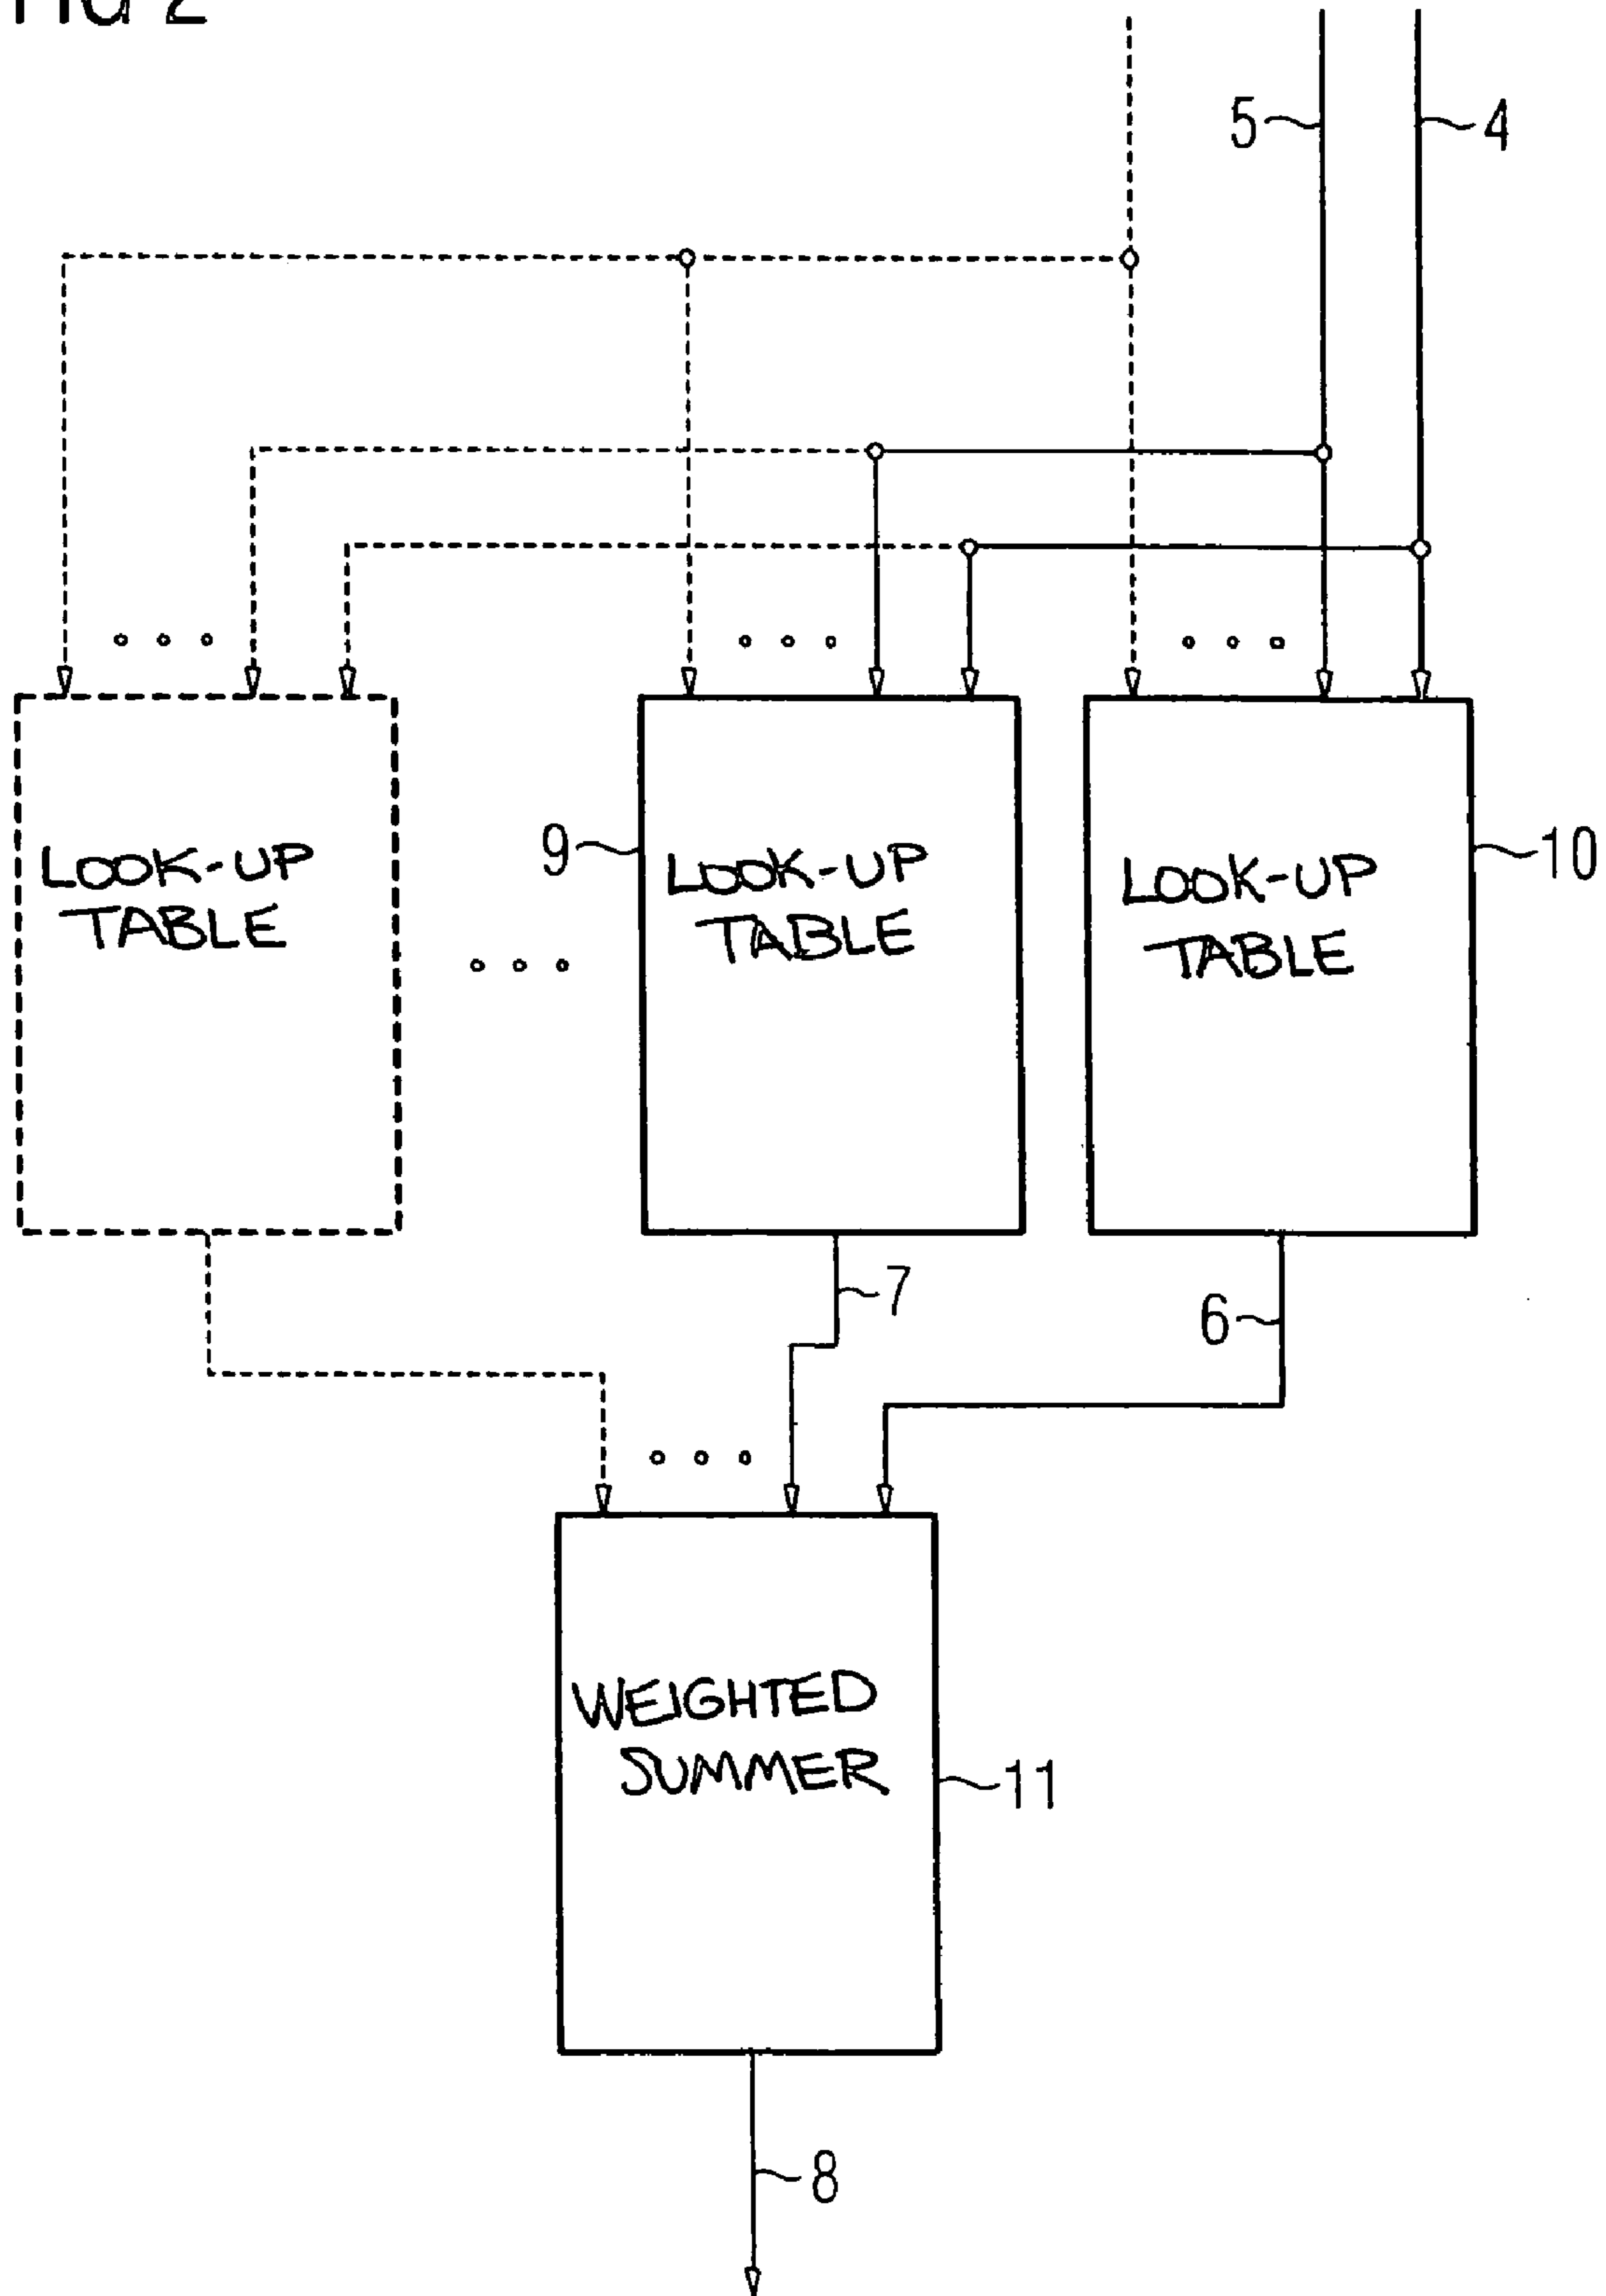 FIG 2
5
4
LOOK-UP
TABLE
9
LOOK-UP
TABLE
LOOK-UP
TABLE
10
7
6
WEIGHTED
SUMMER
11
8